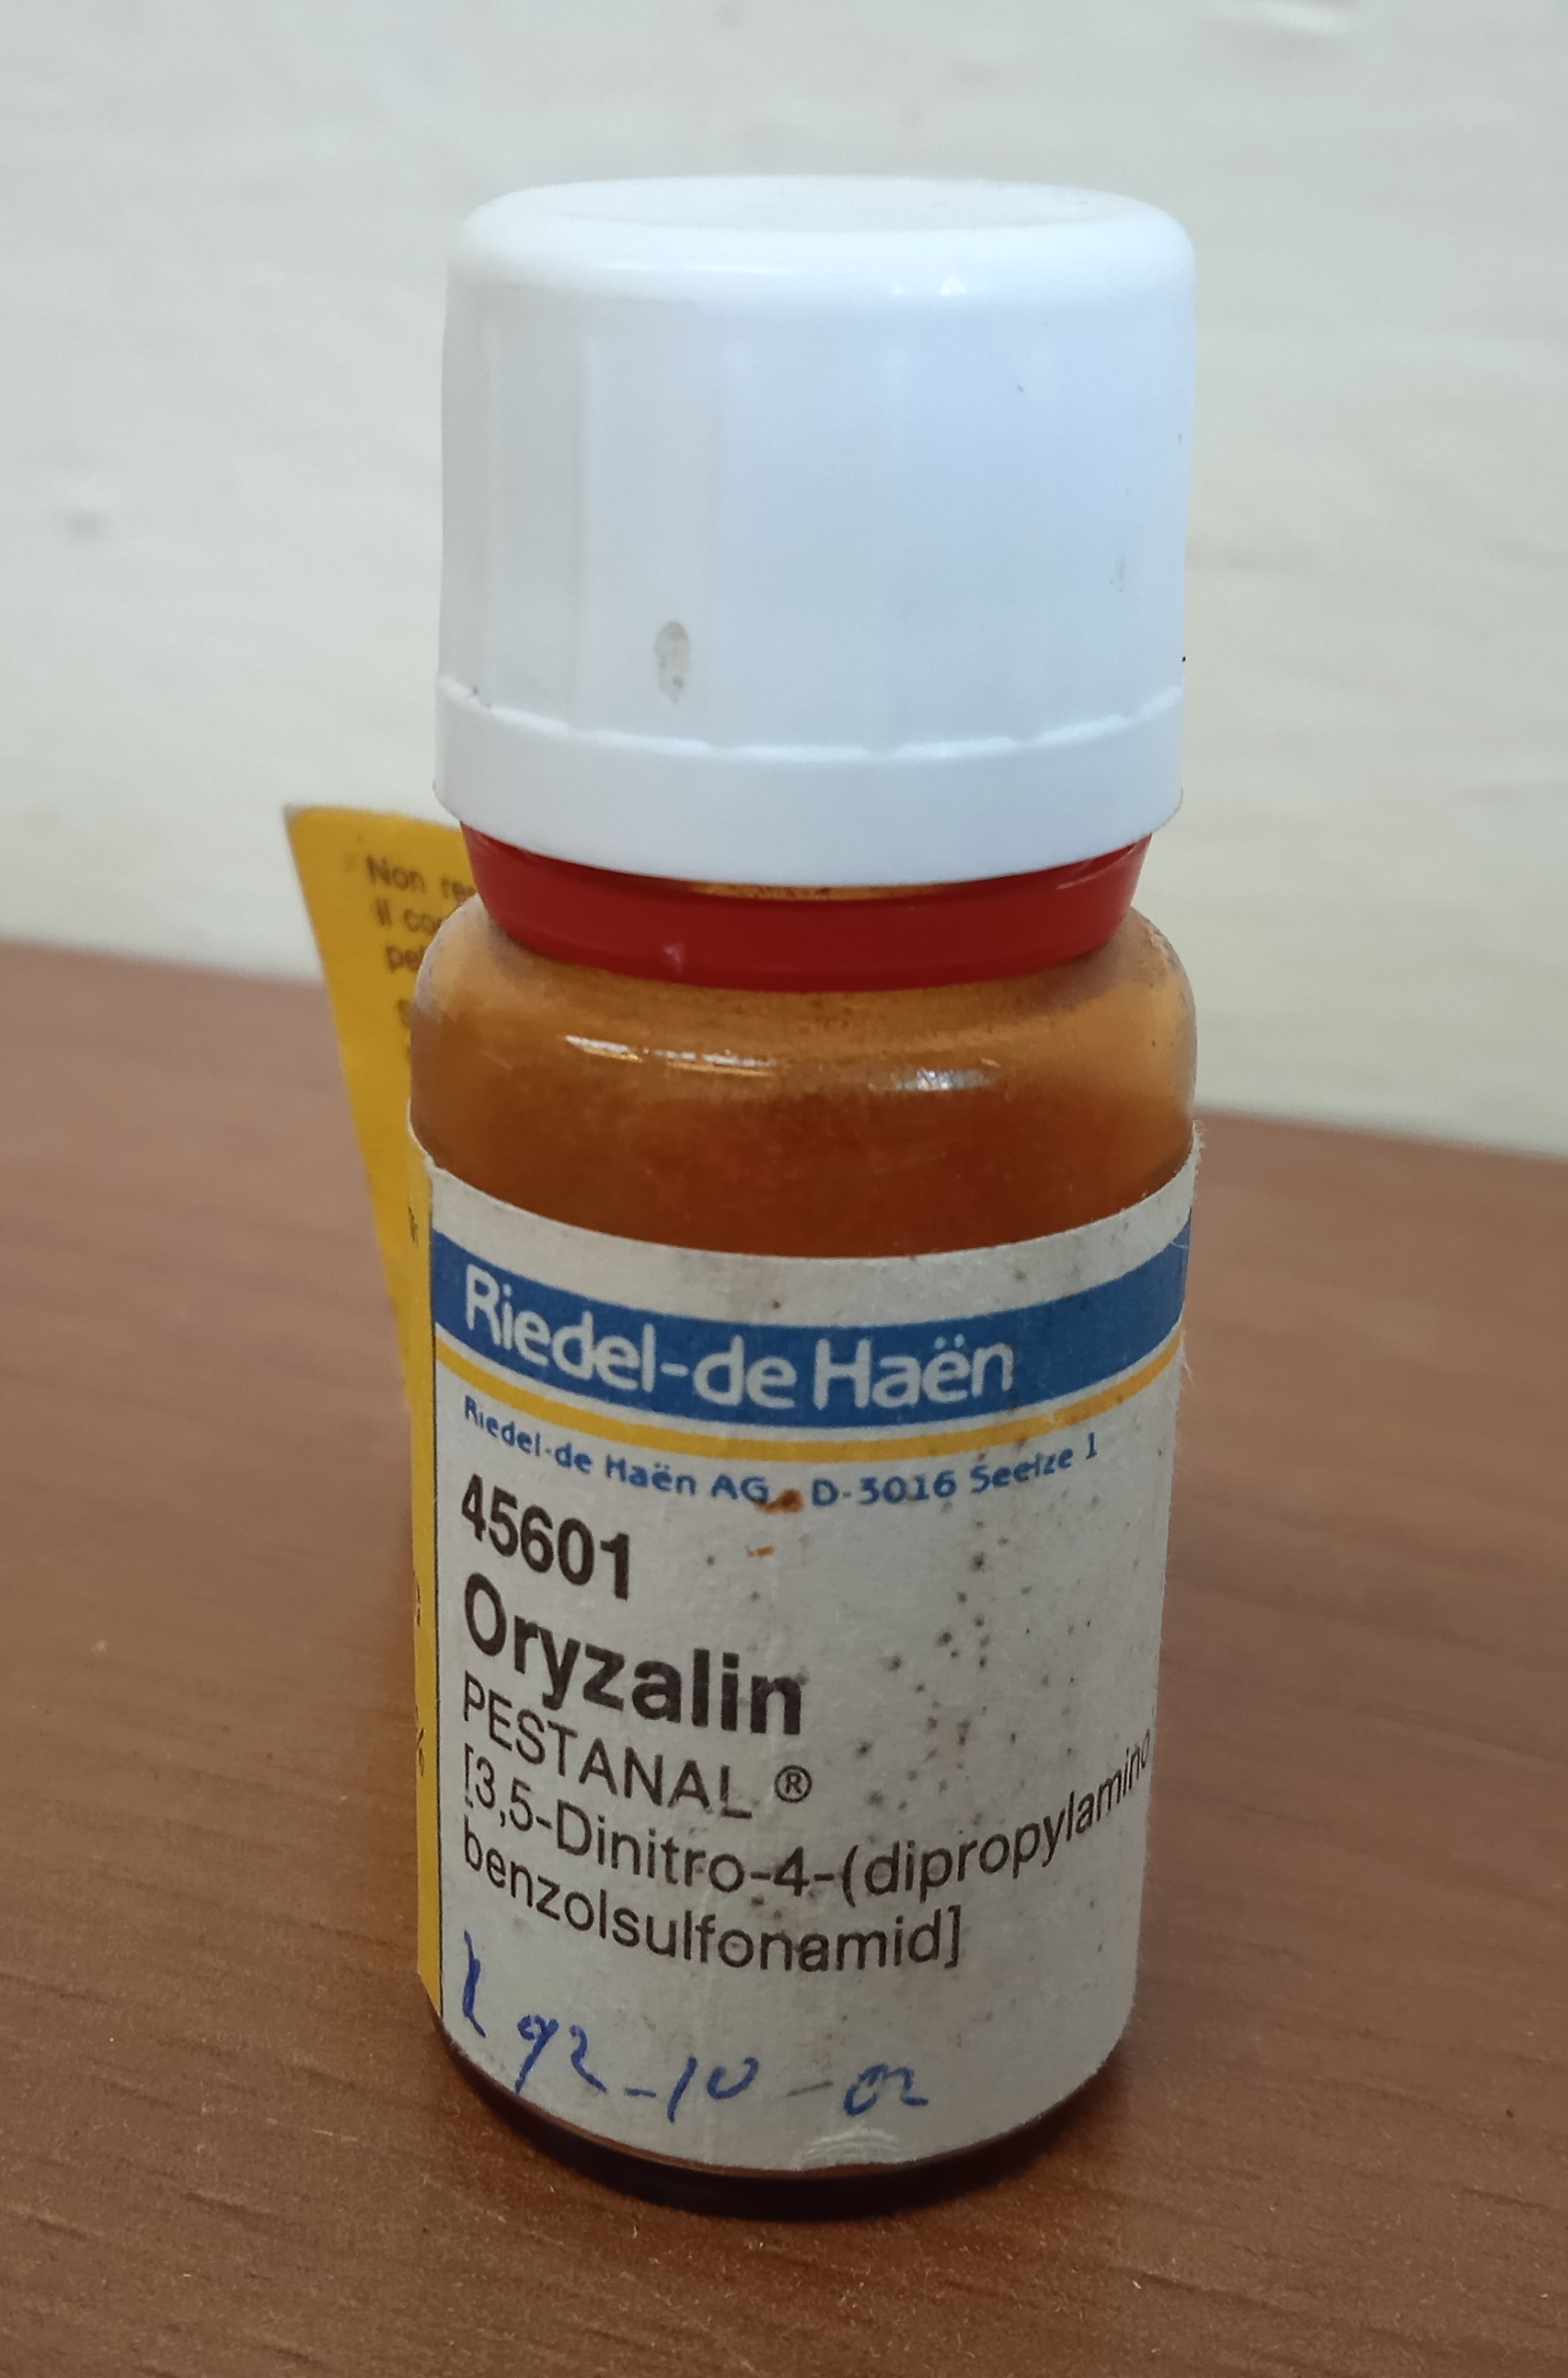 Non
il
Riedel-de Haën
Riedel-de Haën AG D-3016 Seelze 1
45601
Oryzalin
PESTANAL ®
[3,5-Dinitro-4-(dipropylamino
benzolsulfonamid]
92-10-02